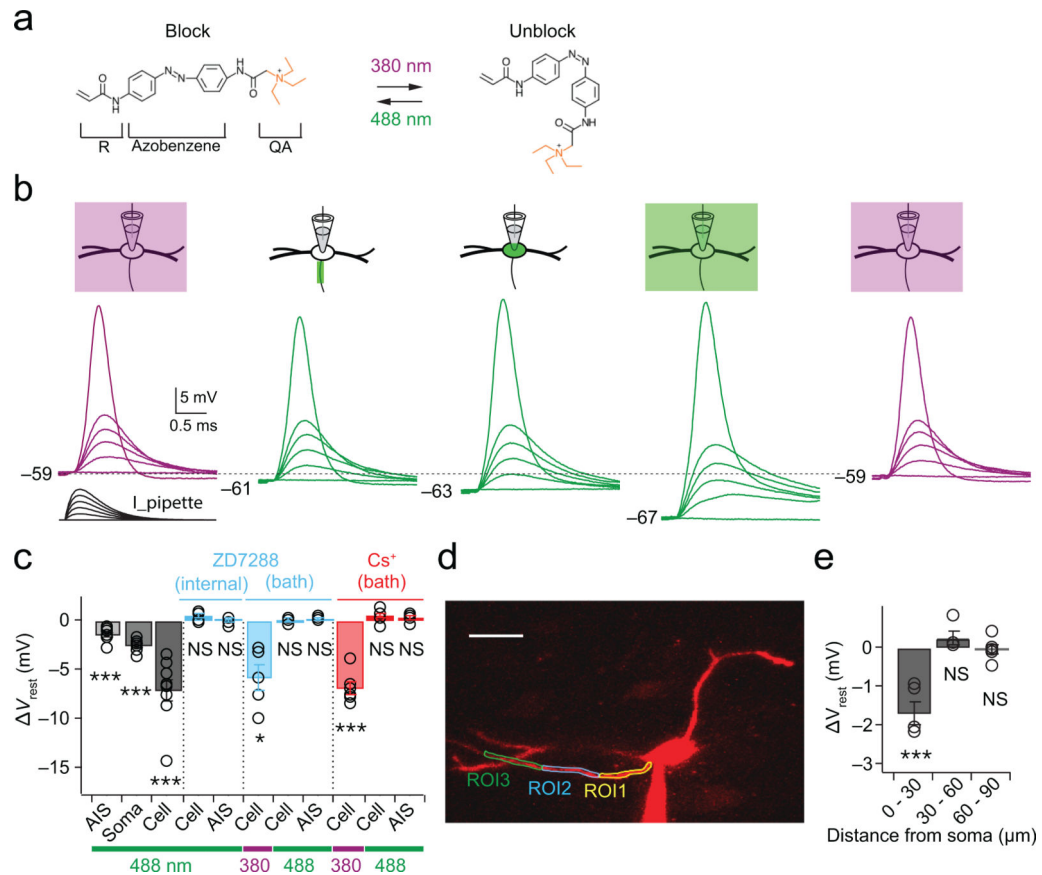 a
Block
Unblock
N
N
H
N
O
N
+
O
N
H
380 nm
488 nm
R
Azobenzene
QA
N
N
O
N
H
O
NH
N
+
b
5 mV
0.5 ms
–59
–61
–63
–67
–59
I_pipette
c
ZD7288
(internal)
(bath)
Cs+
(bath)
ΔVrest (mV)
0
−5
−10
−15
***
***
***
NS
NS
*
NS
NS
***
NS
NS
AIS
Soma
Cell
Cell
AIS
Cell
Cell
AIS
Cell
Cell
AIS
488 nm
380
488
380
488
d
ROI3
ROI2
ROI1
e
ΔVrest (mV)
0
−1
−2
−3
***
NS
NS
0 - 30
30 - 60
60 - 90
Distance from soma (µm)